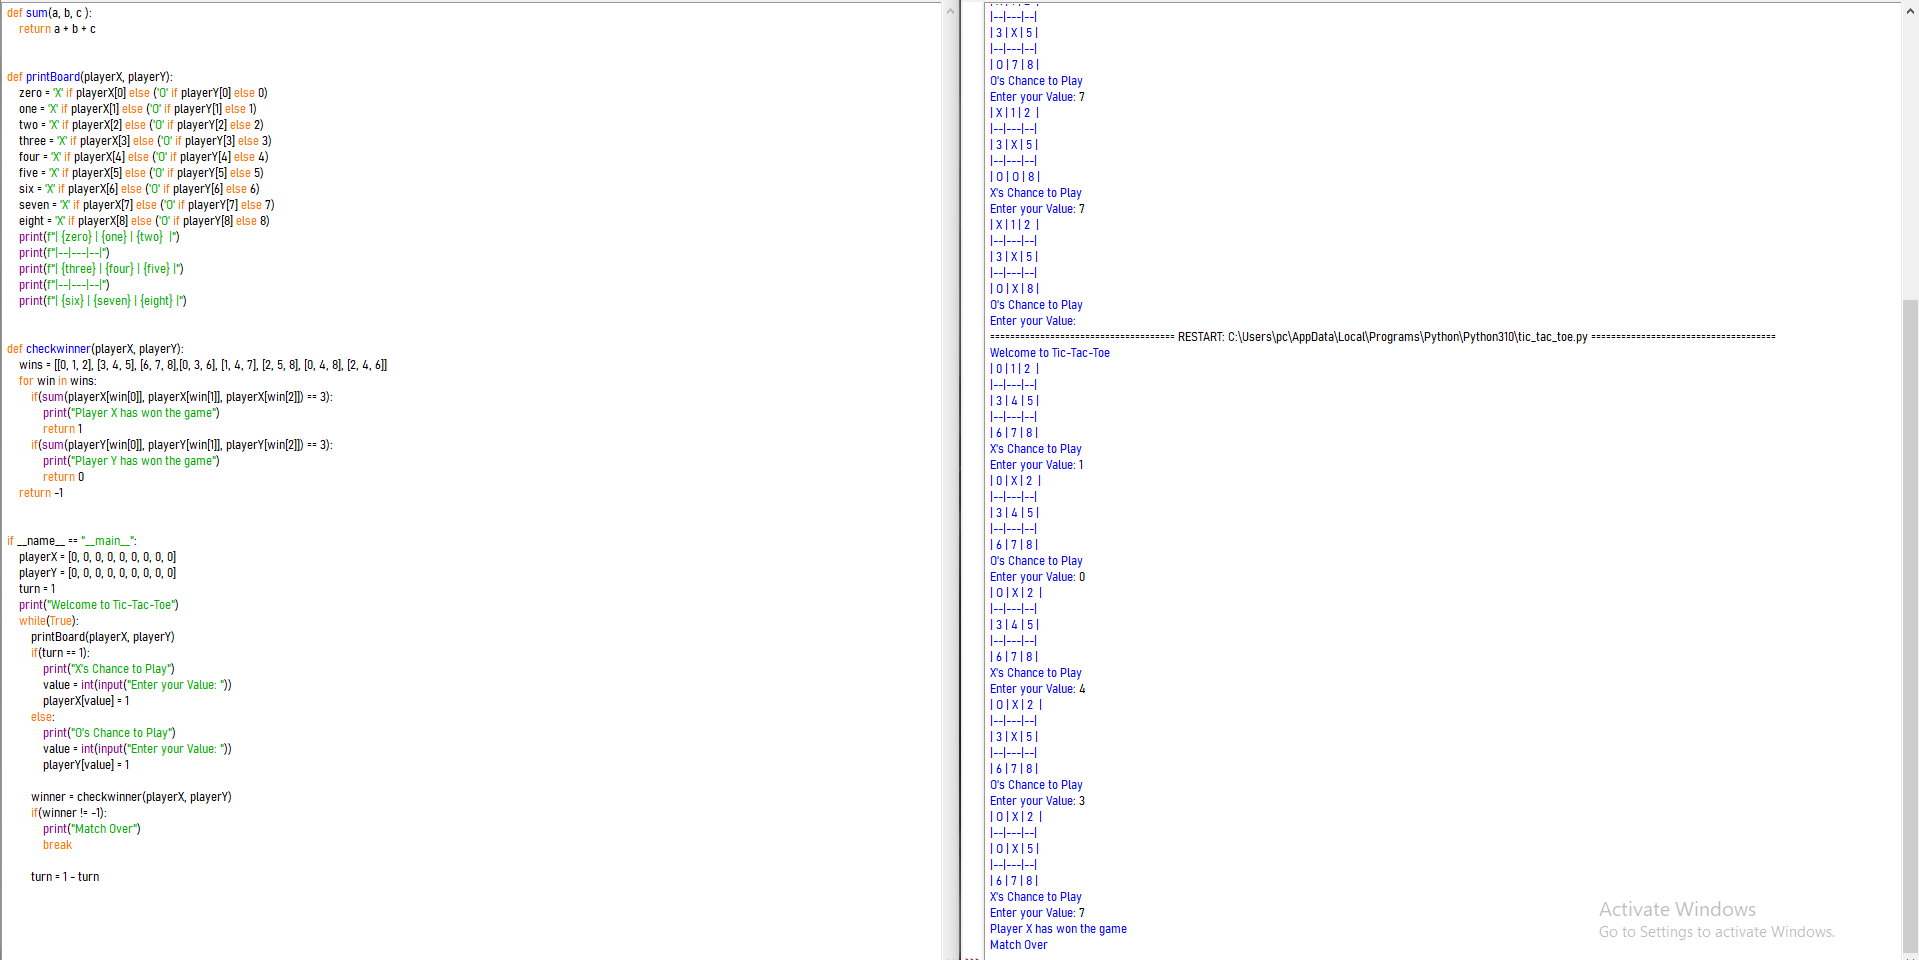 def sum(a, b, c ):
return a + b + c
def printBoard(playerX, playerY):
zero = 'X' if playerX[0] else ('O' if playerY[0] else 0)
one = 'X' if playerX[1] else ('O' if playerY[1] else 1)
two = 'X' if playerX[2] else ('O' if playerY[2] else 2)
three = 'X' if playerX[3] else ('O' if playerY[3] else 3)
four = 'X' if playerX[4] else ('O' if playerY[4] else 4)
five = 'X' if playerX[5] else ('O' if playerY[5] else 5)
six = 'X' if playerX[6] else ('O' if playerY[6] else 6)
seven = 'X' if playerX[7] else ('O' if playerY[7] else 7)
eight = 'X' if playerX[8] else ('O' if playerY[8] else 8)
print(f"| {zero} | {one} | {two}  |")
print(f"|--|---|--|")
print(f"| {three} | {four} | {five} |")
print(f"|--|---|--|")
print(f"| {six} | {seven} | {eight} |")
def checkwinner(playerX, playerY):
wins = [[0, 1, 2], [3, 4, 5], [6, 7, 8],[0, 3, 6], [1, 4, 7], [2, 5, 8], [0, 4, 8], [2, 4, 6]]
for win in wins:
if(sum(playerX[win[0]], playerX[win[1]], playerX[win[2]]) == 3):
print("Player X has won the game")
return 1
if(sum(playerY[win[0]], playerY[win[1]], playerY[win[2]]) == 3):
print("Player Y has won the game")
return 0
return -1
if __name__ == "__main__":
playerX = [0, 0, 0, 0, 0, 0, 0, 0, 0]
playerY = [0, 0, 0, 0, 0, 0, 0, 0, 0]
turn = 1
print("Welcome to Tic-Tac-Toe")
while(True):
printBoard(playerX, playerY)
if(turn == 1):
print("X's Chance to Play")
value = int(input("Enter your Value: "))
playerX[value] = 1
else:
print("O's Chance to Play")
value = int(input("Enter your Value: "))
playerY[value] = 1
winner = checkwinner(playerX, playerY)
if(winner != -1):
print("Match Over")
break
turn = 1 - turn
|--|---|--|
| 3 | X | 5 |
|--|---|--|
| O | 7 | 8 |
O's Chance to Play
Enter your Value: 7
| X | 1 | 2  |
|--|---|--|
| 3 | X | 5 |
|--|---|--|
| O | O | 8 |
X's Chance to Play
Enter your Value: 7
| X | 1 | 2  |
|--|---|--|
| 3 | X | 5 |
|--|---|--|
| O | X | 8 |
O's Chance to Play
Enter your Value:
===================================== RESTART: C:\Users\pc\AppData\Local\Programs\Python\Python310\tic_tac_toe.py =====================================
Welcome to Tic-Tac-Toe
| 0 | 1 | 2  |
|--|---|--|
| 3 | 4 | 5 |
|--|---|--|
| 6 | 7 | 8 |
X's Chance to Play
Enter your Value: 1
| 0 | X | 2  |
|--|---|--|
| 3 | 4 | 5 |
|--|---|--|
| 6 | 7 | 8 |
O's Chance to Play
Enter your Value: 0
| O | X | 2  |
|--|---|--|
| 3 | 4 | 5 |
|--|---|--|
| 6 | 7 | 8 |
X's Chance to Play
Enter your Value: 4
| O | X | 2  |
|--|---|--|
| 3 | X | 5 |
|--|---|--|
| 6 | 7 | 8 |
O's Chance to Play
Enter your Value: 3
| O | X | 2  |
|--|---|--|
| O | X | 5 |
|--|---|--|
| 6 | 7 | 8 |
X's Chance to Play
Enter your Value: 7
Player X has won the game
Match Over
Activate Windows
Go to Settings to activate Windows.